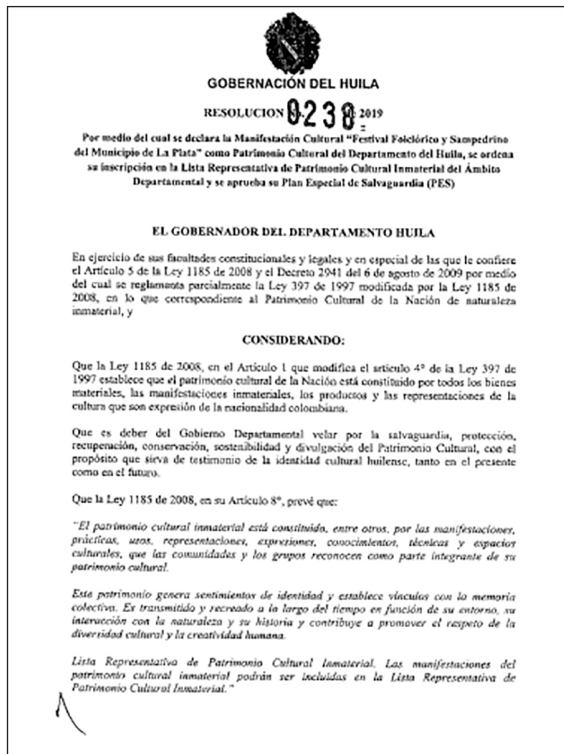 GOBERNACIÓN DEL HUILA
RESOLUCION 0238 2019
Por medio del cual se declara la Manifestación Cultural "Festival Folclórico y Sampedrino
del Municipio de La Plata" como Patrimonio Cultural del Departamento del Huila, se ordena
su inscripción en la Lista Representativa de Patrimonio Cultural Inmaterial del Ámbito
Departamental y se aprueba su Plan Especial de Salvaguardia (PES)
EL GOBERNADOR DEL DEPARTAMENTO HUILA
En ejercicio de sus facultades constitucionales y legales y en especial de las que le confiere
el Artículo 5 de la Ley 1185 de 2008 y el Decreto 2941 del 6 de agosto de 2009 por medio
del cual se reglamenta parcialmente la Ley 397 de 1997 modificada por la Ley 1185 de
2008, en lo que correspondiente al Patrimonio Cultural de la Nación de naturaleza
inmaterial, y
CONSIDERANDO:
Que la Ley 1185 de 2008, en el Artículo 1 que modifica el artículo 4° de la Ley 397 de
1997 establece que el patrimonio cultural de la Nación está constituido por todos los bienes
materiales, las manifestaciones inmateriales, los productos y las representaciones de la
cultura que son expresión de la nacionalidad colombiana.
Que es deber del Gobierno Departamental velar por la salvaguardia, protección,
recuperación, conservación, sostenibilidad y divulgación del Patrimonio Cultural, con el
propósito que sirva de testimonio de la identidad cultural huilense, tanto en el presente
como en el futuro.
Que la Ley 1185 de 2008, en su Artículo 8°, prevé que:
"El patrimonio cultural inmaterial está constituido, entre otros, por las manifestaciones,
prácticas, usos, representaciones, expresiones, conocimientos, técnicas y espacios
culturales, que las comunidades y los grupos reconocen como parte integrante de su
patrimonio cultural.
Este patrimonio genera sentimientos de identidad y establece vínculos con la memoria
colectiva. Es transmitido y recreado a lo largo del tiempo en función de su entorno, su
interacción con la naturaleza y su historia y contribuye a promover el respeto de la
diversidad cultural y la creatividad humana.
Lista Representativa de Patrimonio Cultural Inmaterial. Las manifestaciones del
patrimonio cultural inmaterial podrán ser incluidas en la Lista Representativa de
Patrimonio Cultural Inmaterial."